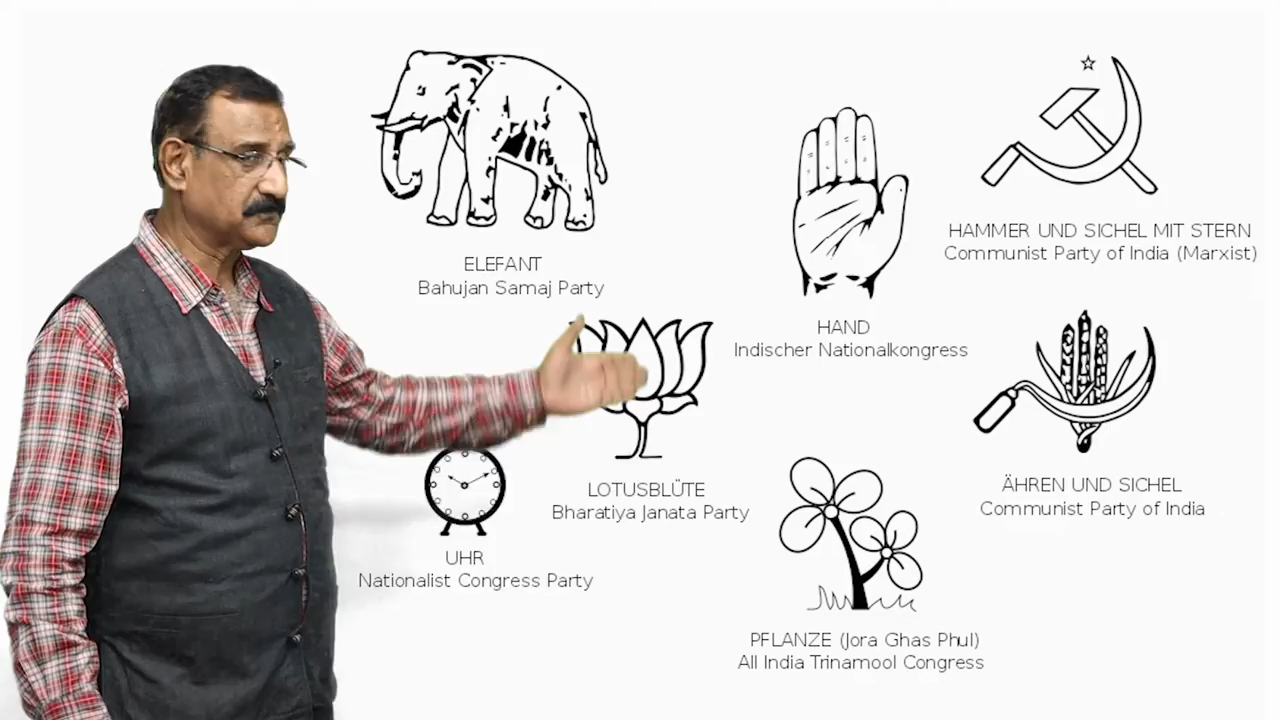 ELEFANT
Bahujan Samaj Party
HAND
Indischer Nationalkongress
HAMMER UND SICHEL MIT STERN
Communist Party of India (Marxist)
LOTUSBLÜTE
Bharatiya Janata Party
ÄHREN UND SICHEL
Communist Party of India
UHR
Nationalist Congress Party
PFLANZE (Jora Ghas Phul)
All India Trinamool Congress